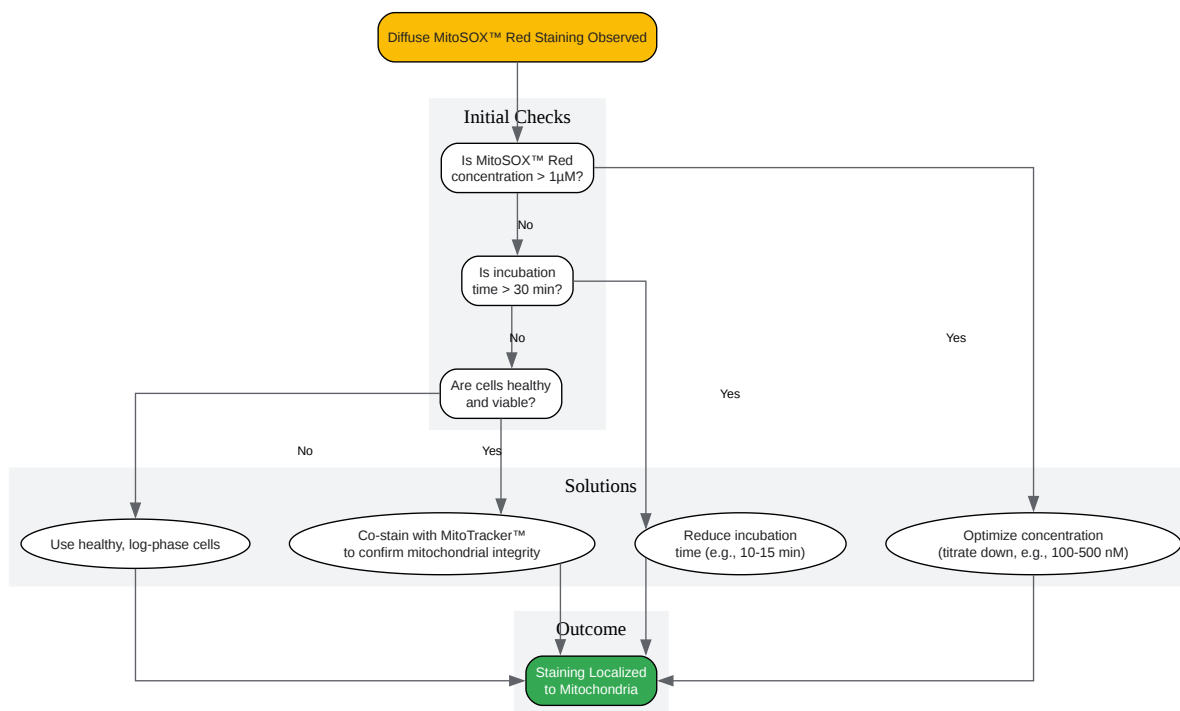 Diffuse MitoSOX™ Red Staining Observed
Initial Checks
Is MitoSOX™ Red
concentration > 1µM?
No
Is incubation
time > 30 min?
No
Yes
Are cells healthy
and viable?
Yes
No
Yes
Solutions
Use healthy, log-phase cells
Co-stain with MitoTracker™
to confirm mitochondrial integrity
Reduce incubation
time (e.g., 10-15 min)
Optimize concentration
(titrate down, e.g., 100-500 nM)
Outcome
Staining Localized
to Mitochondria